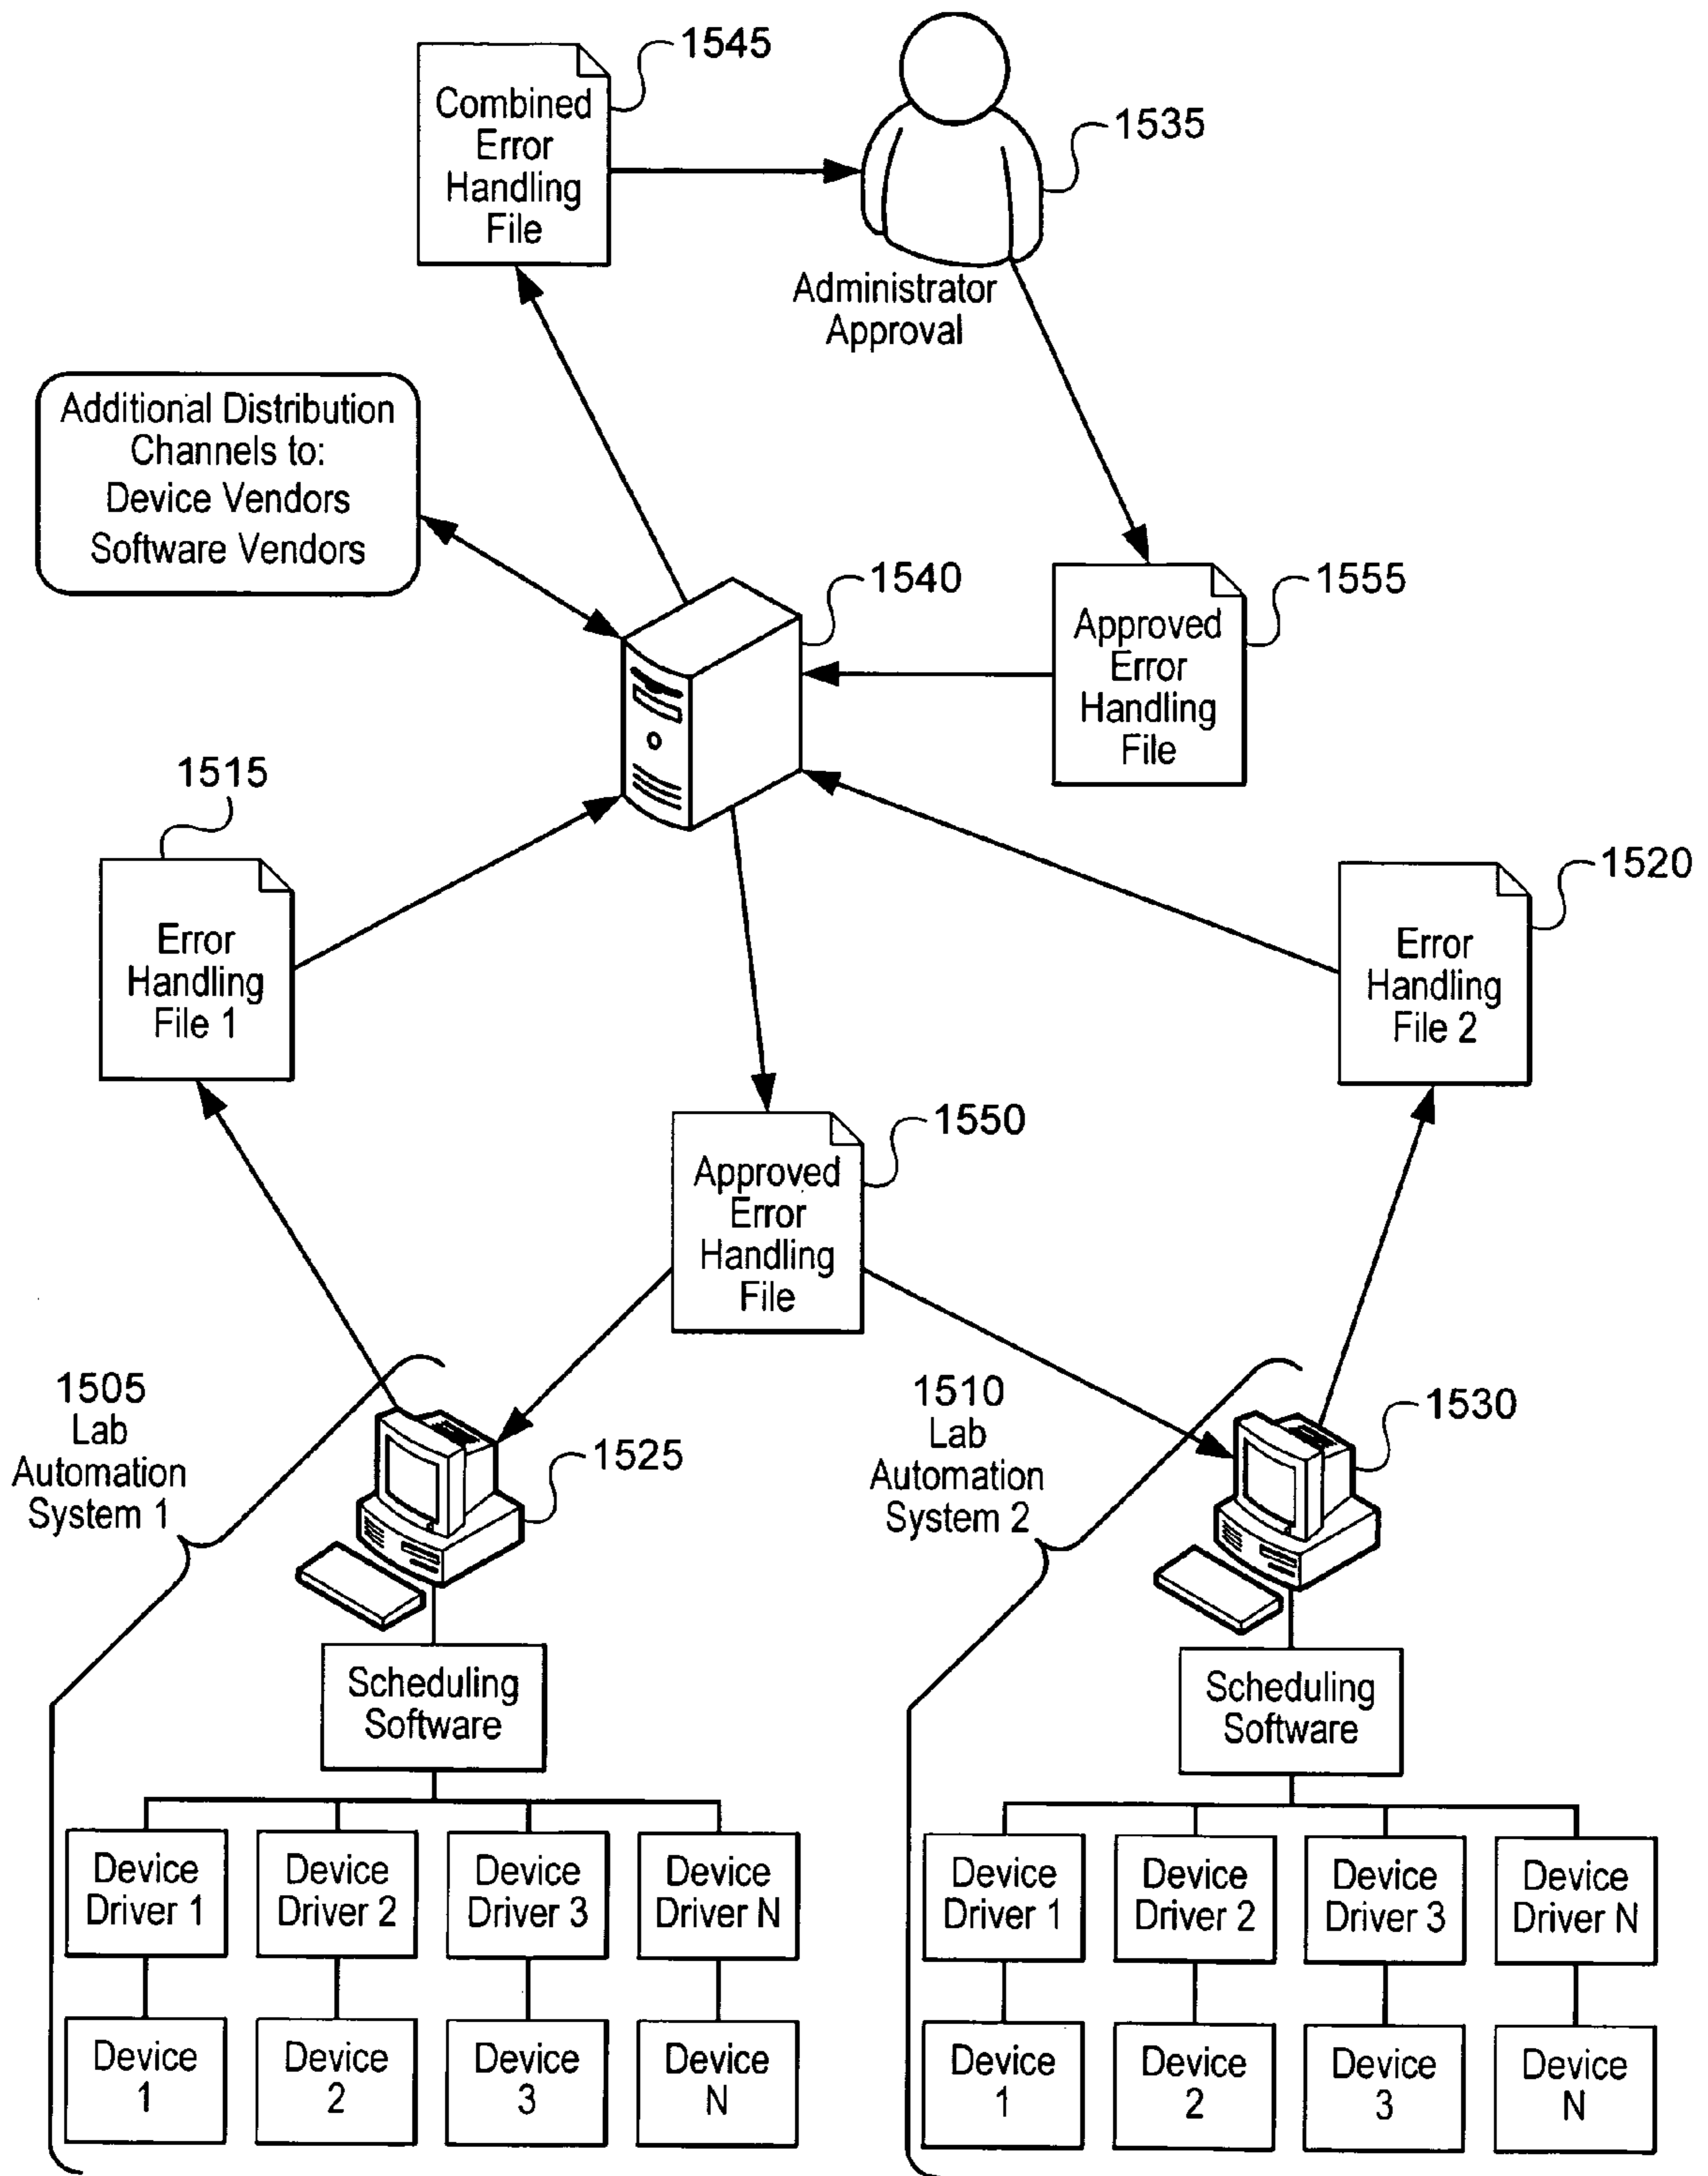 1545
Combined
Error
Handling
File
1535
Administrator
Approval
Additional Distribution
Channels to:
Device Vendors
Software Vendors
1540
1555
Approved
Error
Handling
File
1515
Error
Handling
File 1
1520
Error
Handling
File 2
1550
Approved
Error
Handling
File
1505
Lab
Automation
System 1
1525
1510
Lab
Automation
System 2
1530
Scheduling
Software
Scheduling
Software
Device
Driver 1
Device
Driver 2
Device
Driver 3
Device
Driver N
Device
Driver 1
Device
Driver 2
Device
Driver 3
Device
Driver N
Device
1
Device
2
Device
3
Device
N
Device
1
Device
2
Device
3
Device
N